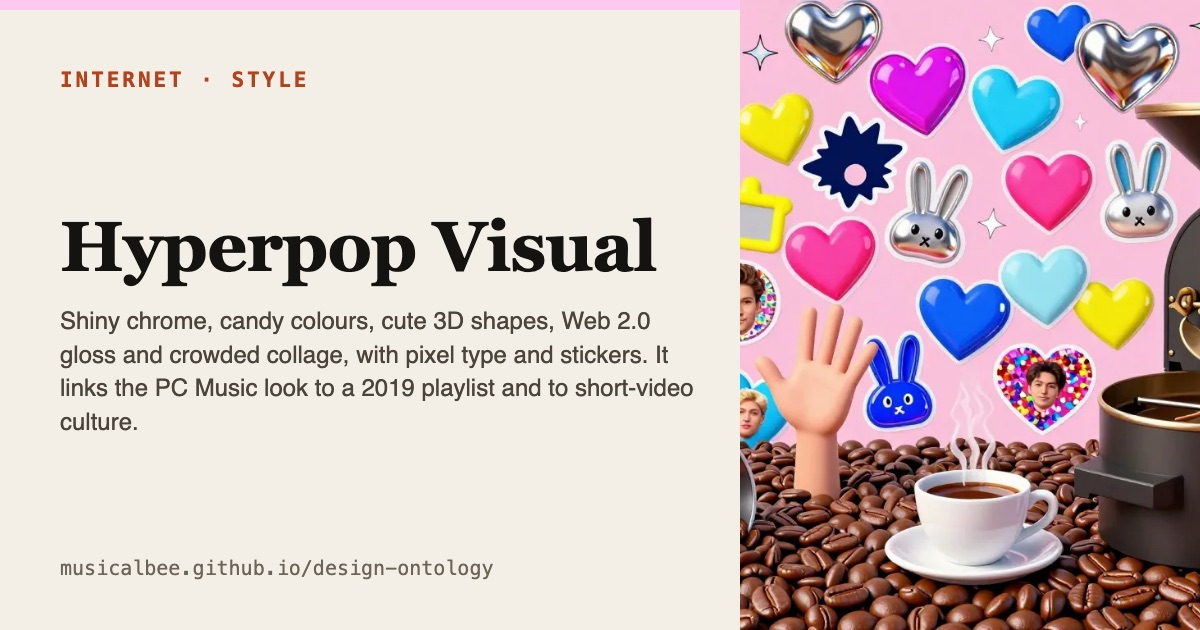 INTERNET · STYLE
Hyperpop Visual
Shiny chrome, candy colours, cute 3D shapes, Web 2.0
gloss and crowded collage, with pixel type and stickers. It
links the PC Music look to a 2019 playlist and to short-video
culture.
musicalbee.github.io/design-ontology